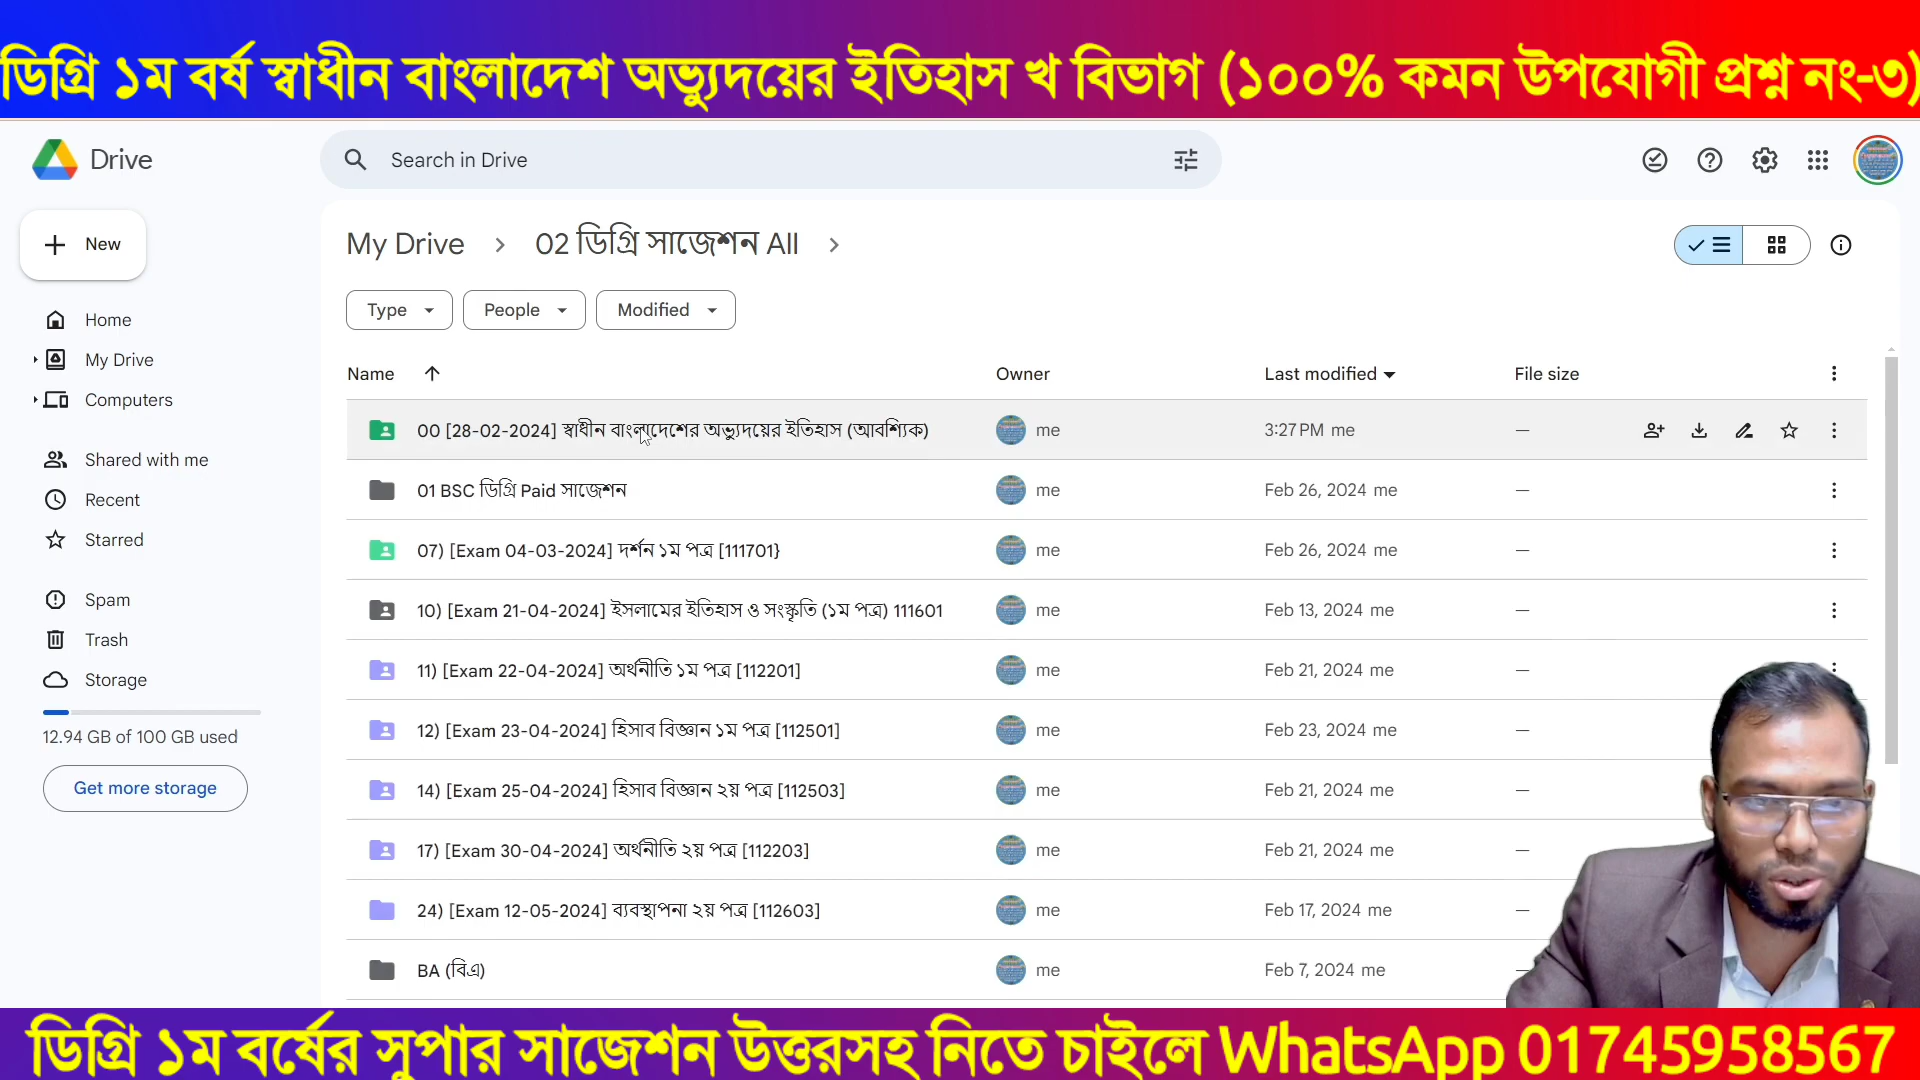 ডিগ্রি ১ম বর্ষ স্বাধীন বাংলাদেশ অভ্যুদয়ের ইতিহাস খ বিভাগ (১০০% কমন উপযোগী প্রশ্ন নং-৩)
Drive
Search in Drive
New
My Drive
02 ডিগ্রি সাজেশন All
Type
People
Modified
Home
My Drive
Computers
Shared with me
Recent
Starred
Spam
Trash
Storage
12.94 GB of 100 GB used
Get more storage
Name Owner Last modified File size
00 [28-02-2024] স্বাধীন বাংলাদেশের অভ্যুদয়ের ইতিহাস (আবশ্যিক) me 3:27 PM me —
01 BSC ডিগ্রি Paid সাজেশন me Feb 26, 2024 me —
07) [Exam 04-03-2024] দর্শন ১ম পত্র [111701} me Feb 26, 2024 me —
10) [Exam 21-04-2024] ইসলামের ইতিহাস ও সংস্কৃতি (১ম পত্র) 111601 me Feb 13, 2024 me —
11) [Exam 22-04-2024] অর্থনীতি ১ম পত্র [112201] me Feb 21, 2024 me —
12) [Exam 23-04-2024] হিসাব বিজ্ঞান ১ম পত্র [112501] me Feb 23, 2024 me —
14) [Exam 25-04-2024] হিসাব বিজ্ঞান ২য় পত্র [112503] me Feb 21, 2024 me —
17) [Exam 30-04-2024] অর্থনীতি ২য় পত্র [112203] me Feb 21, 2024 me —
24) [Exam 12-05-2024] ব্যবস্থাপনা ২য় পত্র [112603] me Feb 17, 2024 me —
BA (বিএ) me Feb 7, 2024 me —
ডিগ্রি ১ম বর্ষের সুপার সাজেশন উত্তরসহ নিতে চাইলে WhatsApp 01745958567